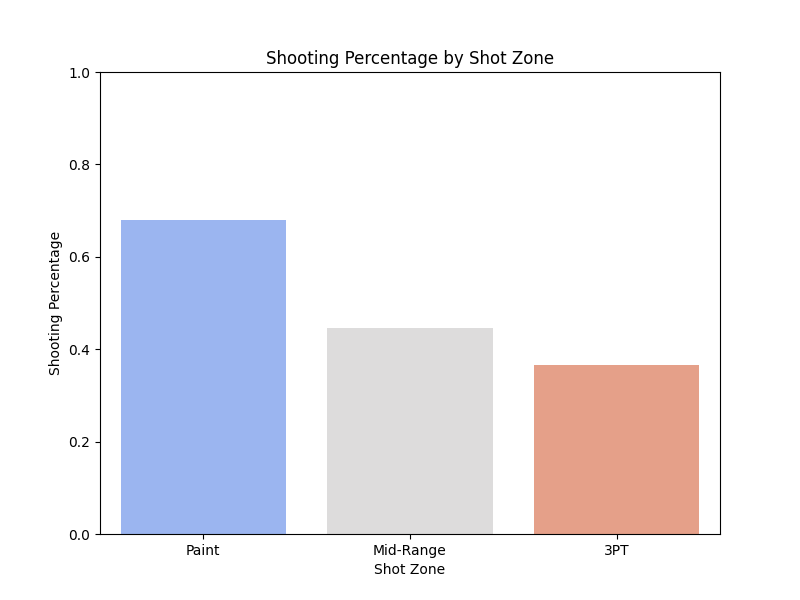 Shooting Percentage by Shot Zone
1.0
0.8
0.6
0.4
0.2
0.0
Shooting Percentage
Paint
Mid-Range
3PT
Shot Zone